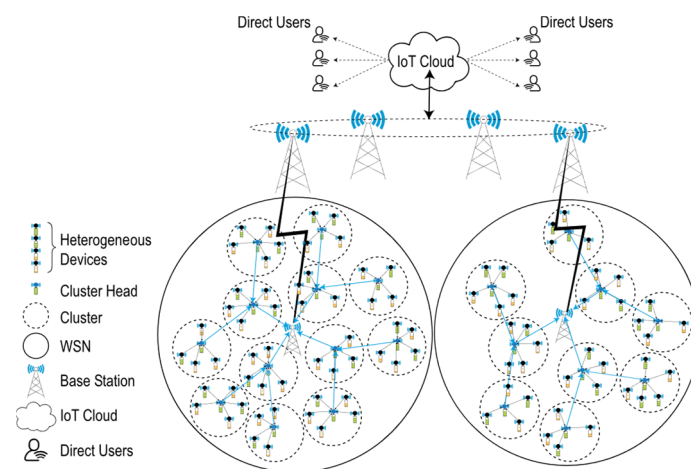 Direct Users
Direct Users
IoT Cloud
Heterogeneous
Devices
Cluster Head
Cluster
WSN
Base Station
IoT Cloud
Direct Users